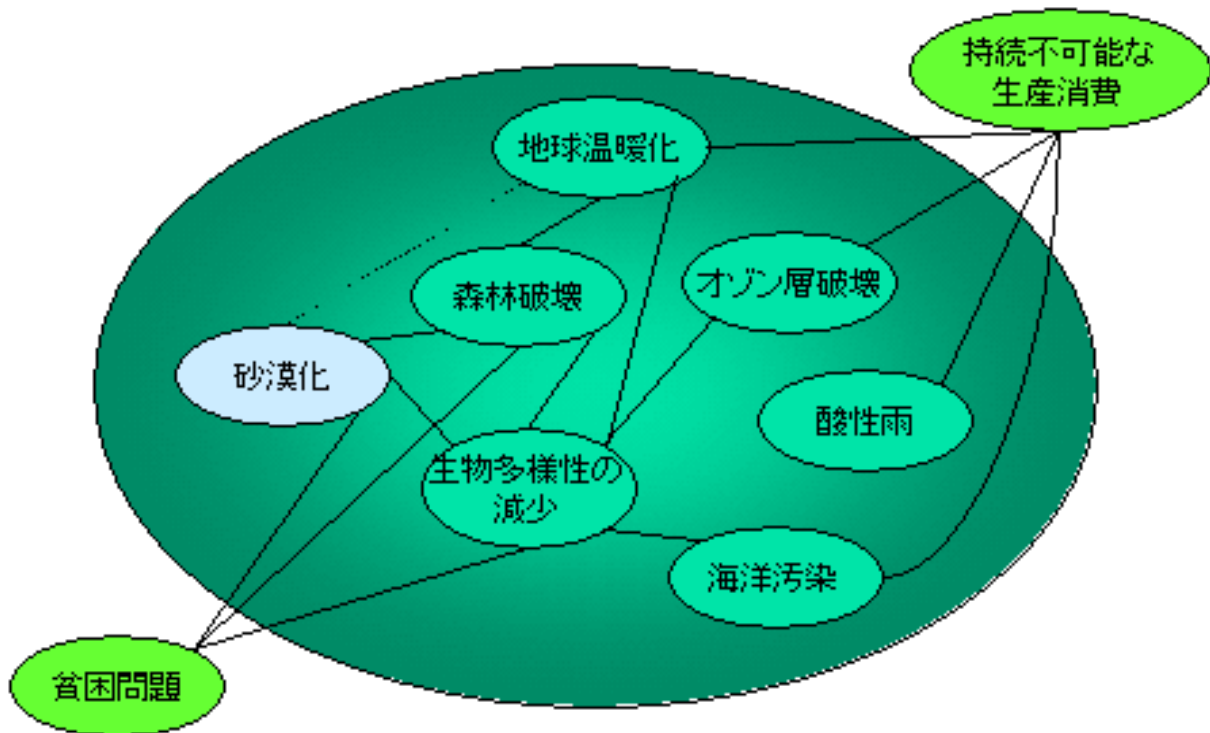 持続不可能な
生産消費
地球温暖化
オゾン層破壊
森林破壊
砂漠化
酸性雨
生物多様性の
減少
海洋汚染
貧困問題